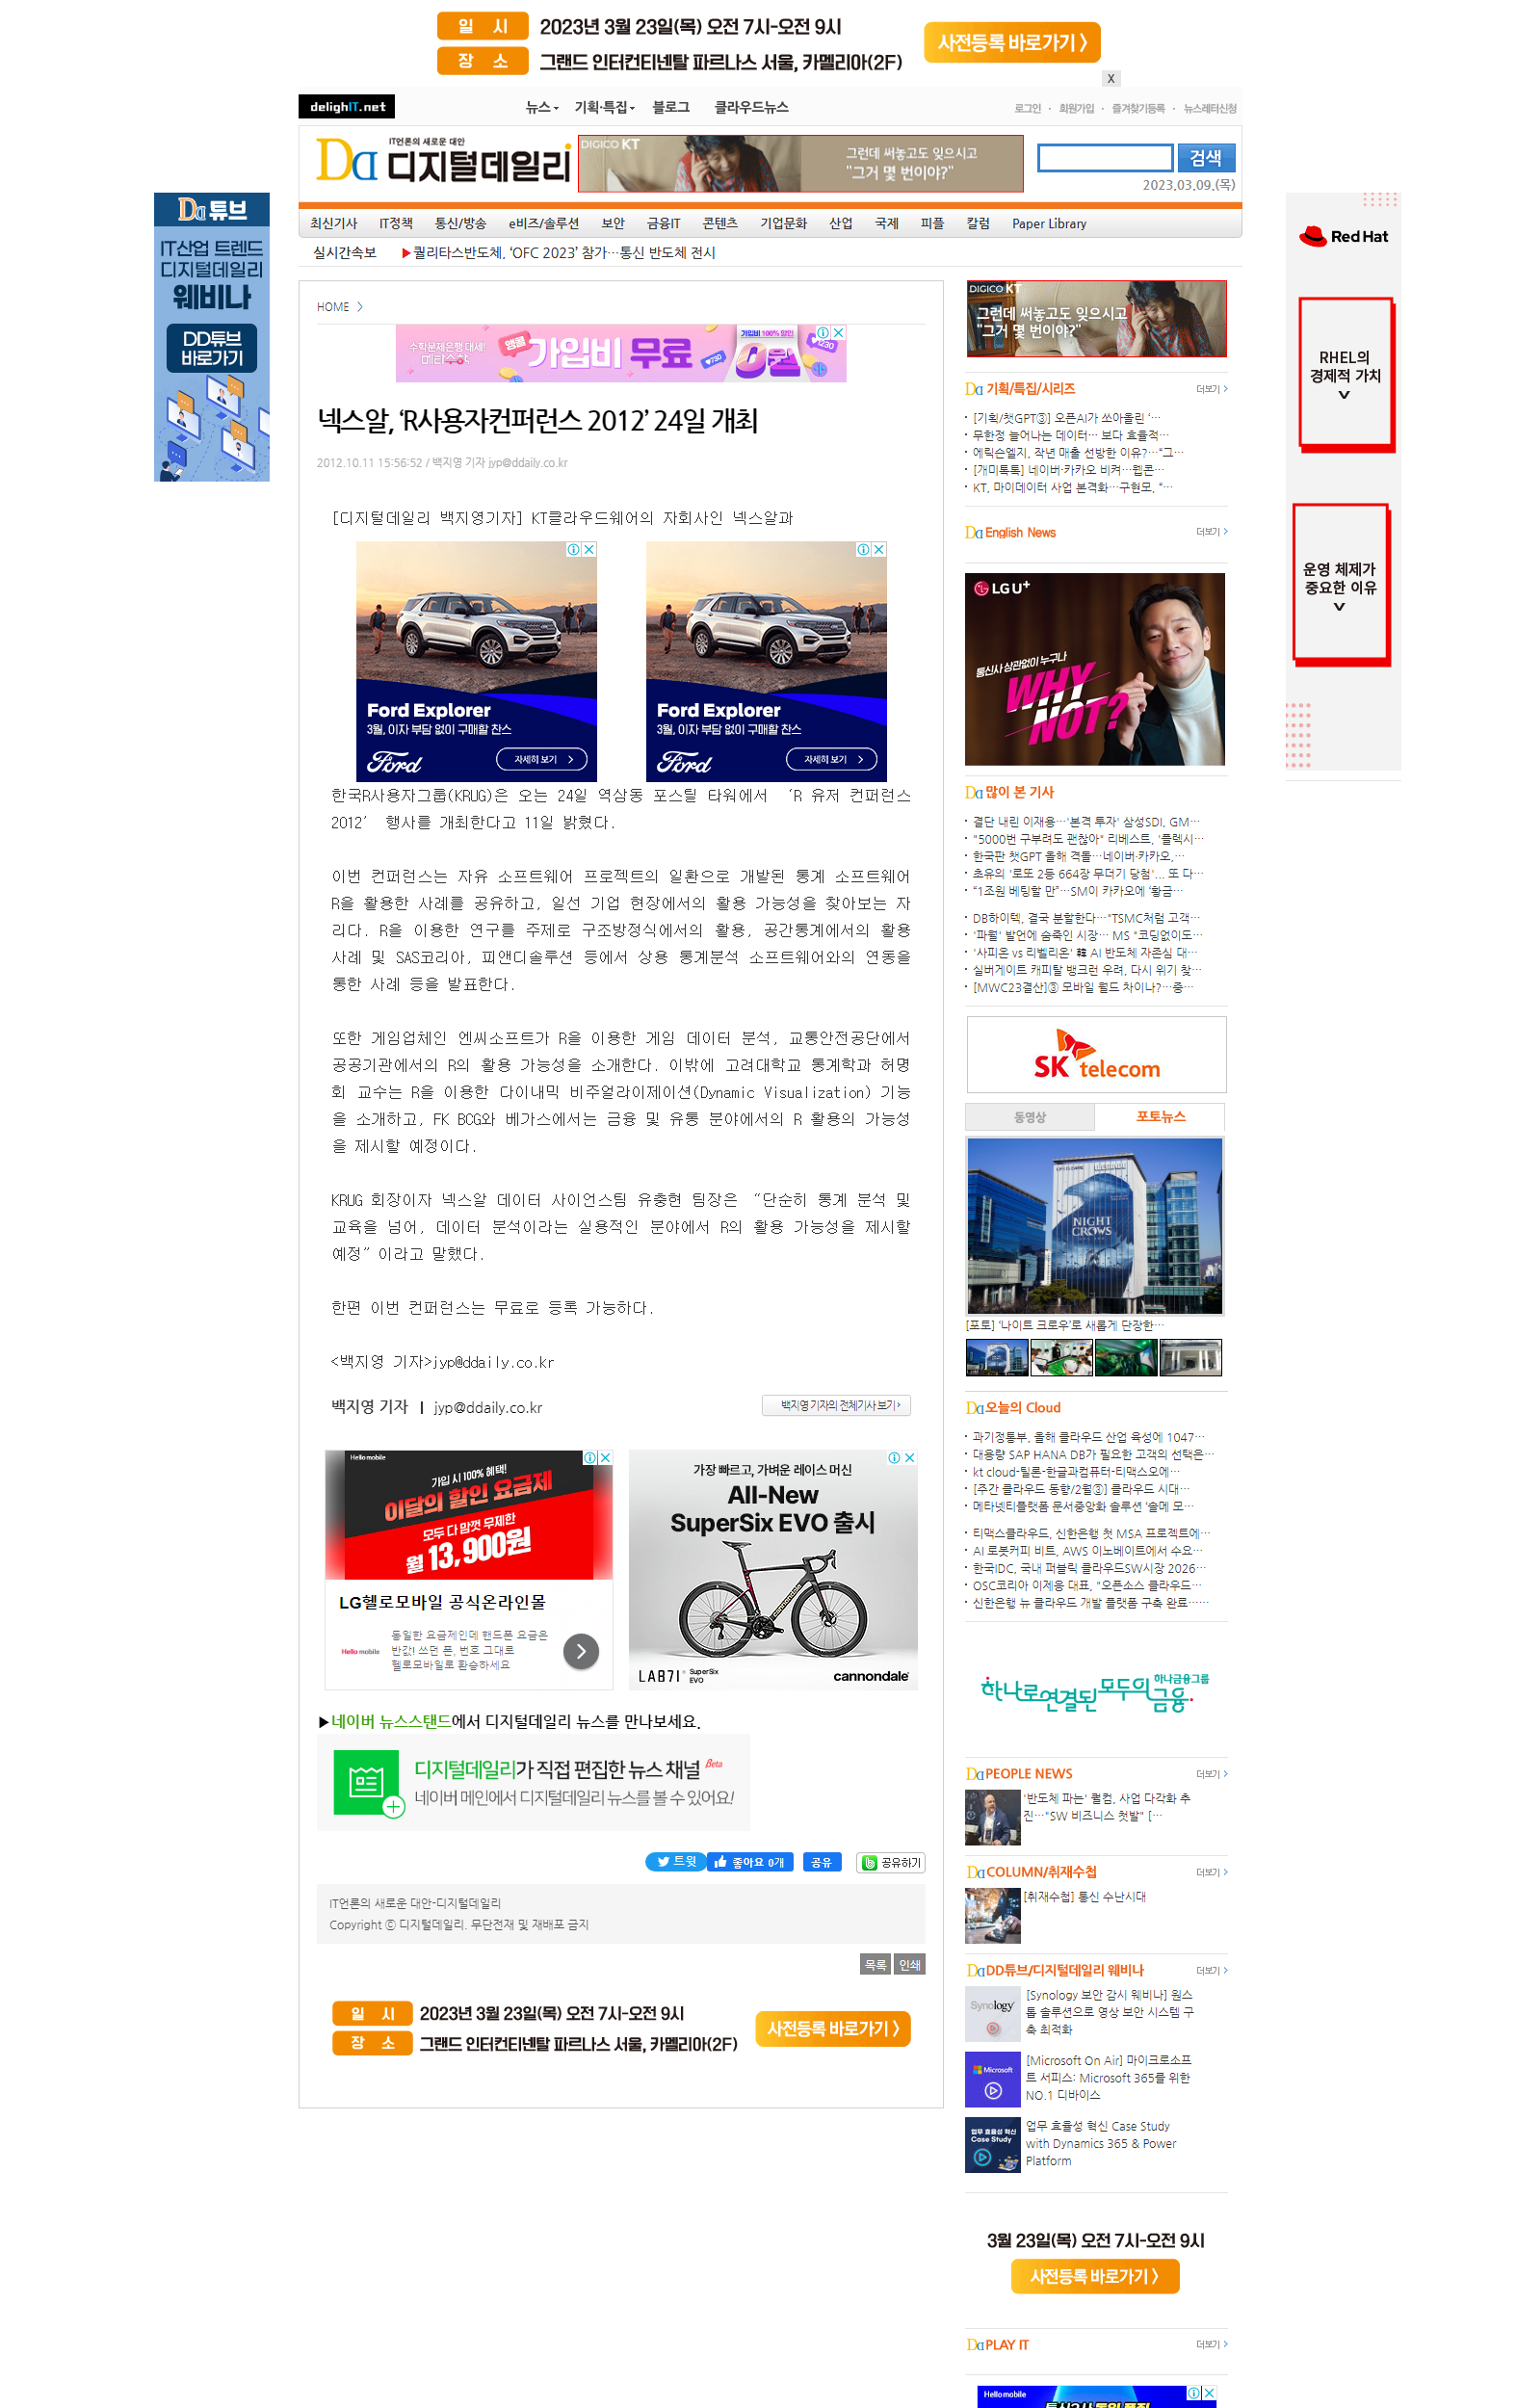 일 시 2023년 3월 23일(목) 오전 7시-오전 9시
장 소 그랜드 인터컨티넨탈 파르나스 서울, 카멜리아(2F)
사전등록 바로가기 〉
X
delighIT.net
뉴스 기획·특집 블로그 클라우드뉴스
로그인 · 회원가입 · 즐겨찾기등록 · 뉴스레터신청
IT언론의 새로운 대안
디지털데일리
DIGICO KT
그런데 써놓고도 잊으시고
"그거 몇 번이야?"
검색
2023.03.09.(목)
최신기사 IT정책 통신/방송 e비즈/솔루션 보안 금융IT 콘텐츠 기업문화 산업 국제 피플 칼럼 Paper Library
실시간속보 ▶퀄리타스반도체, ‘OFC 2023’ 참가…통신 반도체 전시
Da 튜브
IT산업 트렌드
디지털데일리
웨비나
DD튜브
바로가기
HOME 〉
수학문제은행 대세!
앵콜 가입비 무료
가입비 100% 할인
0원
넥스알, ‘R사용자컨퍼런스 2012’ 24일 개최
2012.10.11 15:56:52 / 백지영 기자 jyp@ddaily.co.kr
[디지털데일리 백지영기자] KT클라우드웨어의 자회사인 넥스알과
Ford Explorer
3월, 이자 부담 없이 구매할 찬스
Ford
자세히 보기 >
Ford Explorer
3월, 이자 부담 없이 구매할 찬스
Ford
자세히 보기 >
한국R사용자그룹(KRUG)은 오는 24일 역삼동 포스틸 타워에서 ‘R 유저 컨퍼런스
2012’ 행사를 개최한다고 11일 밝혔다.
이번 컨퍼런스는 자유 소프트웨어 프로젝트의 일환으로 개발된 통계 소프트웨어
R을 활용한 사례를 공유하고, 일선 기업 현장에서의 활용 가능성을 찾아보는 자
리다. R을 이용한 연구를 주제로 구조방정식에서의 활용, 공간통계에서의 활용
사례 및 SAS코리아, 피앤디솔루션 등에서 상용 통계분석 소프트웨어와의 연동을
통한 사례 등을 발표한다.
또한 게임업체인 엔씨소프트가 R을 이용한 게임 데이터 분석, 교통안전공단에서
공공기관에서의 R의 활용 가능성을 소개한다. 이밖에 고려대학교 통계학과 허명
회 교수는 R을 이용한 다이내믹 비주얼라이제이션(Dynamic Visualization) 기능
을 소개하고, FK BCG와 베가스에서는 금융 및 유통 분야에서의 R 활용의 가능성
을 제시할 예정이다.
KRUG 회장이자 넥스알 데이터 사이언스팀 유충현 팀장은 “단순히 통계 분석 및
교육을 넘어, 데이터 분석이라는 실용적인 분야에서 R의 활용 가능성을 제시할
예정”이라고 말했다.
한편 이번 컨퍼런스는 무료로 등록 가능하다.
<백지영 기자>jyp@ddaily.co.kr
백지영 기자 | jyp@ddaily.co.kr
백지영 기자의 전체기사 보기
Hello mobile
가입 시 100% 혜택!
이달의 할인 요금제
모두 다 맘껏 무제한
월 13,900원
LG헬로모바일 공식온라인몰
Hello mobile
동일한 요금제인데 핸드폰 요금은
반값! 쓰던 폰, 번호 그대로
헬로모바일로 환승하세요
가장 빠르고, 가벼운 레이스 머신
All-New
SuperSix EVO 출시
LAB71 SuperSix
EVO
cannondale
▶네이버 뉴스스탠드에서 디지털데일리 뉴스를 만나보세요.
디지털데일리가 직접 편집한 뉴스 채널 Beta
네이버 메인에서 디지털데일리 뉴스를 볼 수 있어요!
트윗 좋아요 0개 공유 공유하기
IT언론의 새로운 대안-디지털데일리
Copyright ⓒ 디지털데일리. 무단전재 및 재배포 금지
목록 인쇄
일 시 2023년 3월 23일(목) 오전 7시-오전 9시
장 소 그랜드 인터컨티넨탈 파르나스 서울, 카멜리아(2F)
사전등록 바로가기 〉
DIGICO KT
그런데 써놓고도 잊으시고
"그거 몇 번이야?"
Da 기획/특집/시리즈 더보기 >
[기획/챗GPT③] 오픈AI가 쏘아올린 ‘…
무한정 늘어나는 데이터… 보다 효율적…
에릭슨엘지, 작년 매출 선방한 이유?…“그…
[개미톡톡] 네이버·카카오 비켜…웹콘…
KT, 마이데이터 사업 본격화…구현모, “…
Da English News 더보기 >
LG U+
통신사 상관없이 누구나
WHY NOT?
Da 많이 본 기사
결단 내린 이재용…'본격 투자' 삼성SDI, GM…
"5000번 구부려도 괜찮아" 리베스트, '플렉시…
한국판 챗GPT 올해 격돌…네이버·카카오,…
초유의 '로또 2등 664장 무더기 당첨'... 또 다…
“1조원 베팅할 만”…SM이 카카오에 ‘황금…
DB하이텍, 결국 분할한다…"TSMC처럼 고객…
'파월' 발언에 숨죽인 시장… MS "코딩없이도…
'사피온 vs 리벨리온' 韓 AI 반도체 자존심 대…
실버게이트 캐피탈 뱅크런 우려, 다시 위기 찾…
[MWC23결산]③ 모바일 월드 차이나?…중…
SK telecom
동영상 포토뉴스
NIGHT CROWS
[포토] ‘나이트 크로우’로 새롭게 단장한…
Da 오늘의 Cloud
과기정통부, 올해 클라우드 산업 육성에 1047…
대용량 SAP HANA DB가 필요한 고객의 선택은…
kt cloud-틸론-한글과컴퓨터-티맥스오에…
메타넷티플랫폼 문서중앙화 솔루션 ‘솔메 모…
티맥스클라우드, 신한은행 첫 MSA 프로젝트에…
AI 로봇커피 비트, AWS 이노베이트에서 수요…
한국IDC, 국내 퍼블릭 클라우드SW시장 2026…
OSC코리아 이제응 대표, "오픈소스 클라우드…
신한은행 뉴 클라우드 개발 플랫폼 구축 완료……
하나로 연결된 모두의 금융
하나금융그룹
Da PEOPLE NEWS 더보기 >
'반도체 파는' 퀄컴, 사업 다각화 추
진…"SW 비즈니스 첫발" […
Da COLUMN/취재수첩 더보기 >
[취재수첩] 통신 수난시대
Da DD튜브/디지털데일리 웨비나 더보기 >
Synology
[Synology 보안 감시 웨비나] 원스
톱 솔루션으로 영상 보안 시스템 구
축 최적화
Microsoft
[Microsoft On Air] 마이크로소프
트 서피스: Microsoft 365를 위한
NO.1 디바이스
업무 효율성 혁신
Case Study
업무 효율성 혁신 Case Study
with Dynamics 365 & Power
Platform
3월 23일(목) 오전 7시-오전 9시
사전등록 바로가기 〉
Da PLAY IT 더보기 >
Hello mobile
Red Hat
RHEL의
경제적 가치
운영 체제가
중요한 이유